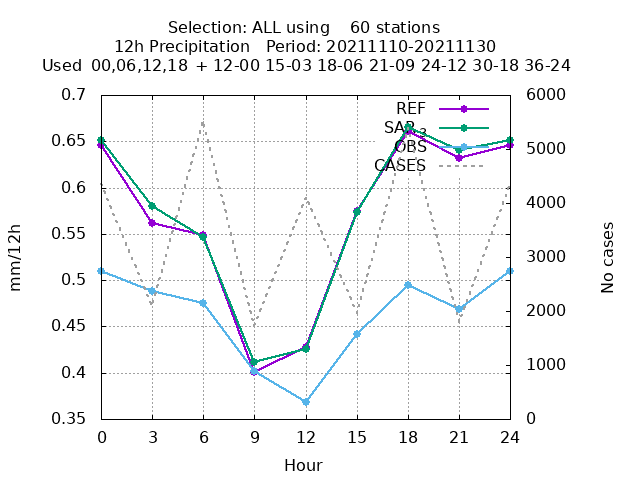 Selection: ALL using    60 stations
12h Precipitation   Period: 20211110-20211130
Used  00,06,12,18  + 12-00 15-03 18-06 21-09 24-12 30-18 36-24
0.7
0.65
0.6
0.55
0.5
0.45
0.4
0.35
6000
5000
4000
3000
2000
1000
0
REF
OBS
CASES
mm/12h
No cases
0 3 6 9 12 15 18 21 24
Hour